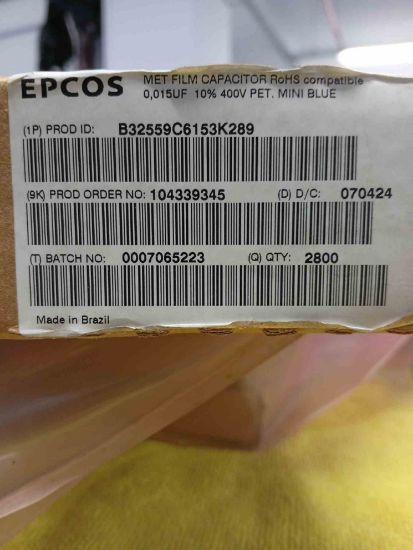 EPCOS
MET FILM CAPACITOR RoHS compatible
0,015UF 10% 400V PET. MINI BLUE
(1P) PROD ID: B32559C6153K289
(9K) PROD ORDER NO: 104339345 (D) D/C: 070424
(T) BATCH NO: 0007065223 (Q) QTY: 2800
Made in Brazil